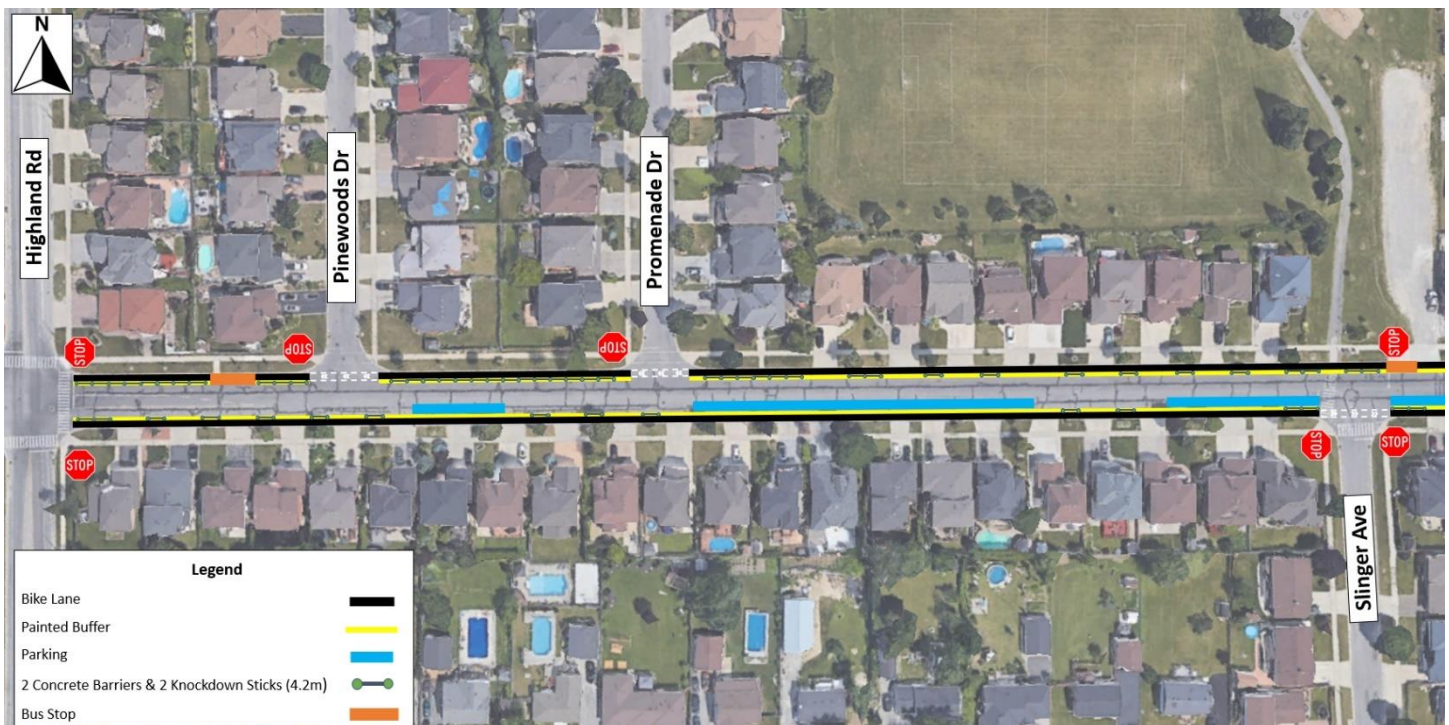 N
Highland Rd
Pinewoods Dr
Promenade Dr
STOP
STOP
STOP
STOP
STOP
STOP
STOP
Slinger Ave
Legend
Bike Lane
Painted Buffer
Parking
2 Concrete Barriers & 2 Knockdown Sticks (4.2m)
Bus Stop